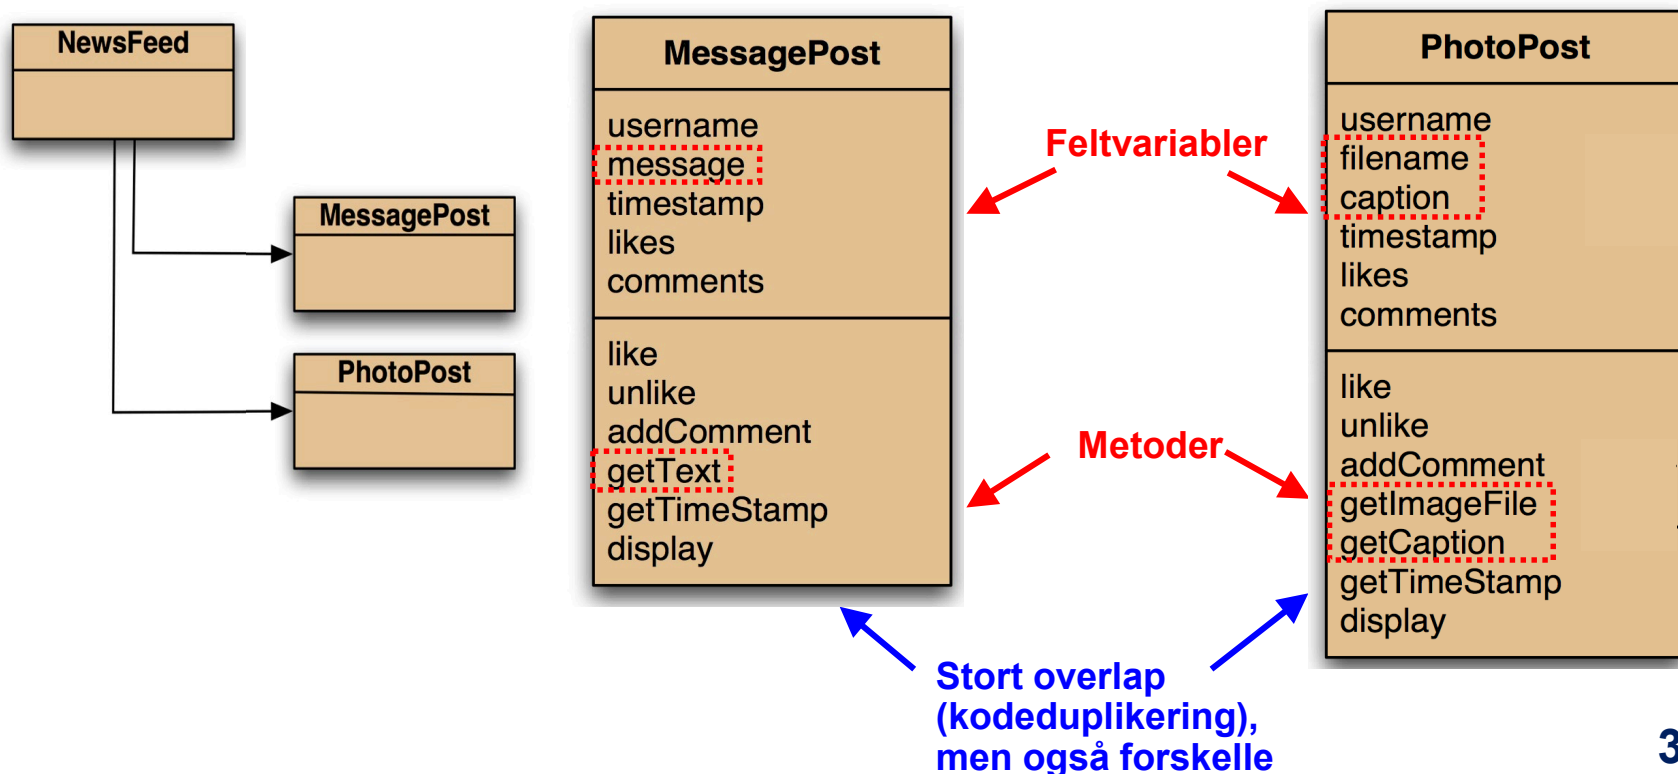 NewsFeed
MessagePost
PhotoPost
MessagePost
username
message
timestamp
likes
comments
like
unlike
addComment
getText
getTimeStamp
display
Feltvariabler
Metoder
Stort overlap
(kodeduplikering),
men også forskelle
PhotoPost
username
filename
caption
timestamp
likes
comments
like
unlike
addComment
getImageFile
getCaption
getTimeStamp
display
3